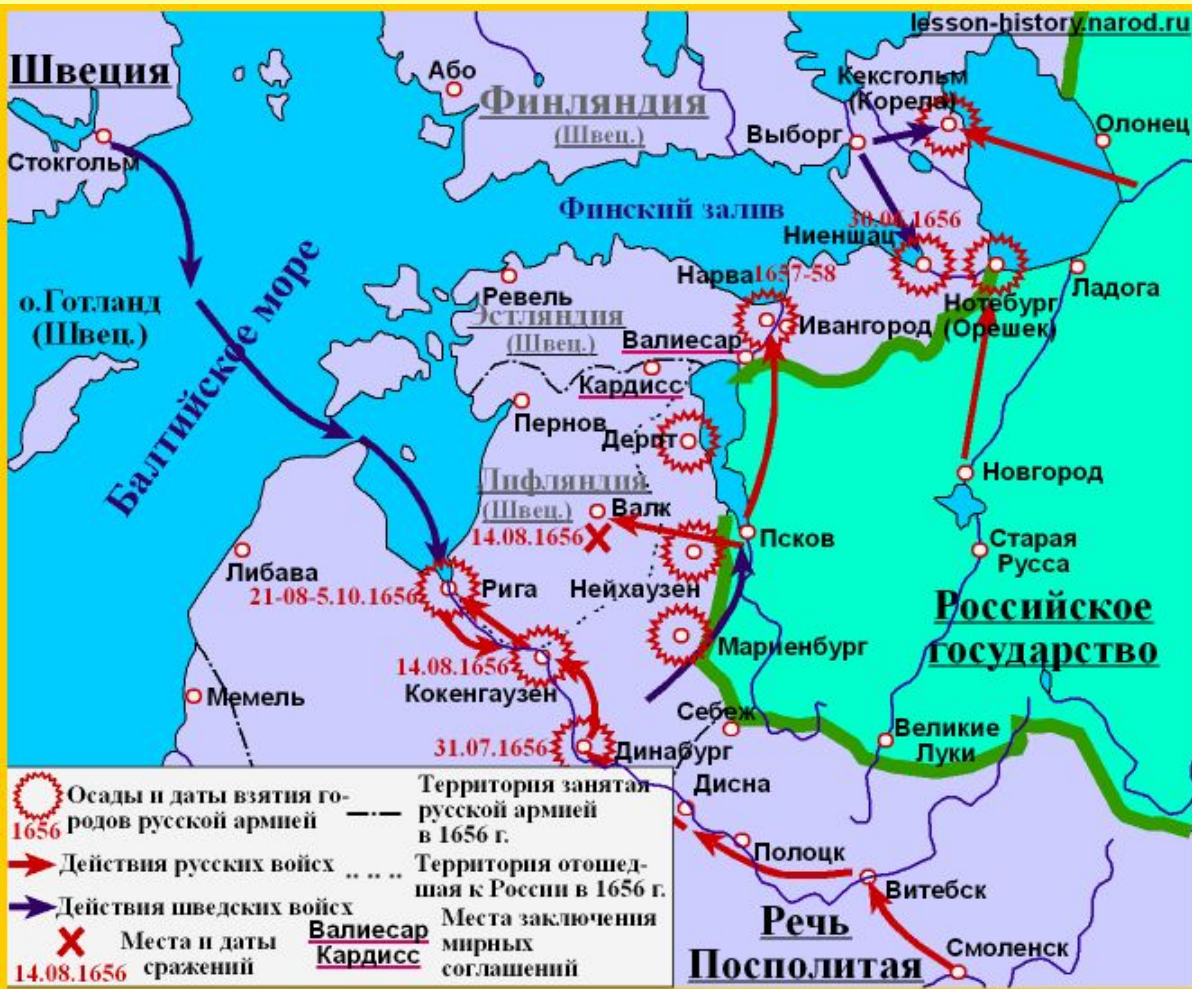 lesson-history.narod.ru
Швеция
Або
Финляндия
(Швец.)
Кексгольм
(Корела)
Выборг
Олонец
Стокгольм
Финский залив
30.06.1656
Ниеншац
Нарва
1657-58
Ревель
Ладога
о.Готланд
(Швец.)
Балтийское море
Эстляндия
(Швец.)
Ивангород
Нотебург
(Орешек)
Валиесар
Кардисс
Пернов
Дерпт
Лифляндия
(Швец.)
Валк
14.08.1656
Новгород
Псков
Старая
Русса
Либава
21-08-5.10.1656
Рига
Нейхаузен
Российское
государство
14.08.1656
Кокенгаузен
Мариенбург
Мемель
Себеж
Великие
Луки
31.07.1656
Динабург
Дисна
Полоцк
Витебск
Речь
Посполитая
Смоленск
1656
Осады и даты взятия го-
родов русской армией
Действия русских войсх
Действия шведских войсх
14.08.1656
Места и даты
сражений
Территория занятая
русской армией
в 1656 г.
Территория отошед-
шая к России в 1656 г.
Валиесар
Кардисс
Места заключения
мирных
соглашений